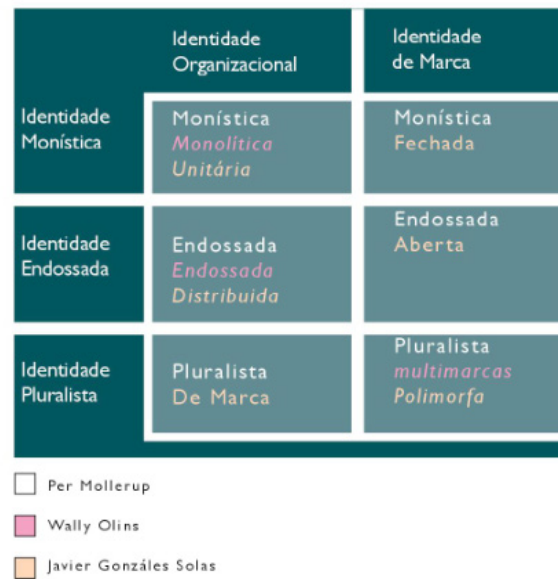 Identidade
Organizacional
Identidade
de Marca
Identidade
Monística
Monística
Monolítica
Unitária
Monística
Fechada
Identidade
Endossada
Endossada
Endossada
Distribuida
Endossada
Aberta
Identidade
Pluralista
Pluralista
De Marca
Pluralista
multimarcas
Polimorfa
Per Mollerup
Wally Olins
Javier Gonzáles Solas